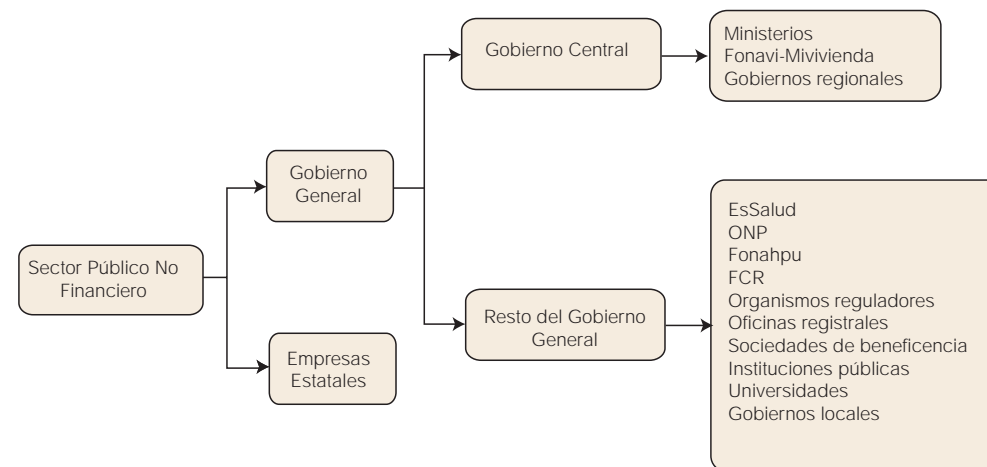 Sector Público No
Financiero
Gobierno
General
Empresas
Estatales
Gobierno Central
Resto del Gobierno
General
Ministerios
Fonavi-Mivivienda
Gobiernos regionales
EsSalud
ONP
Fonahpu
FCR
Organismos reguladores
Oficinas registrales
Sociedades de beneficencia
Instituciones públicas
Universidades
Gobiernos locales